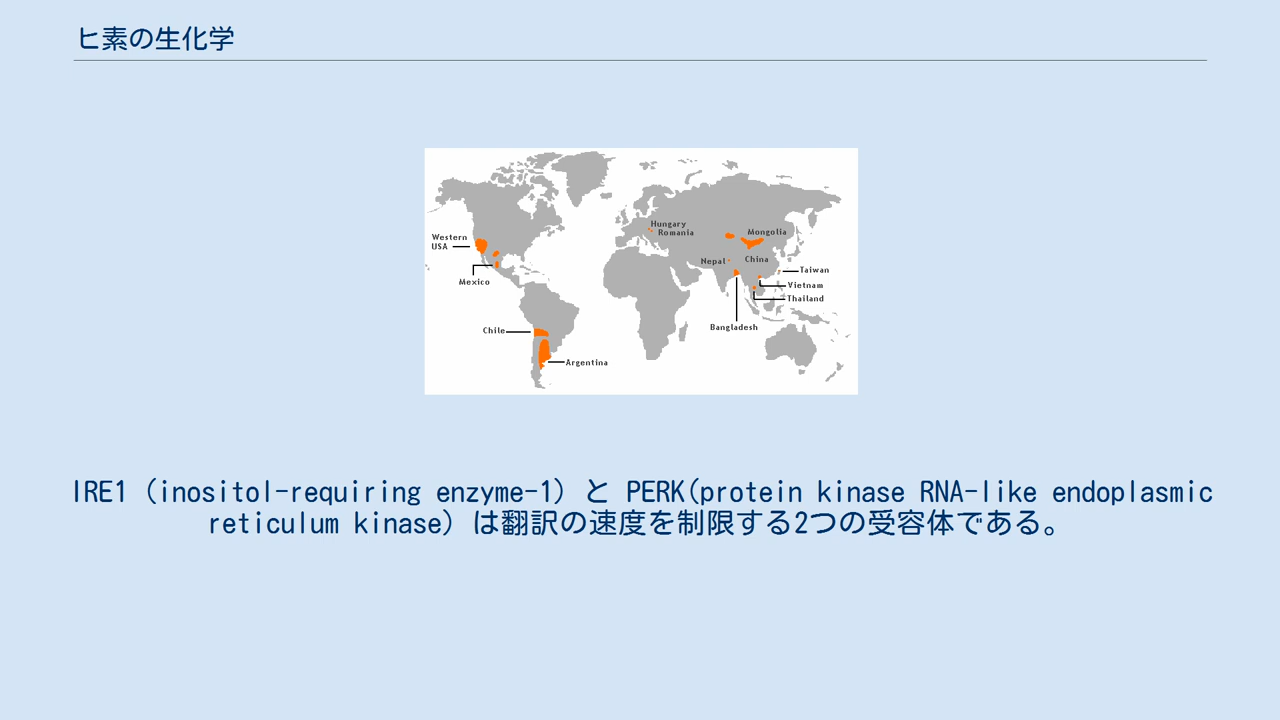 ヒ素の生化学
Hungary
Romania
Mongolia
Western
USA
Nepal
China
Taiwan
Mexico
Vietnam
Thailand
Bangladesh
Chile
Argentina
IRE1 (inositol-requiring enzyme-1) と PERK(protein kinase RNA-like endoplasmic
reticulum kinase) は翻訳の速度を制限する2つの受容体である。